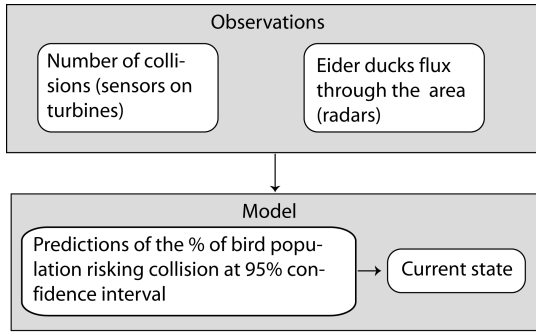 Observations
Number of colli-
sions (sensors on
turbines)
Eider ducks flux
through the area
(radars)
Model
Predictions of the % of bird popu-
lation risking collision at 95% con-
fidence interval
Current state